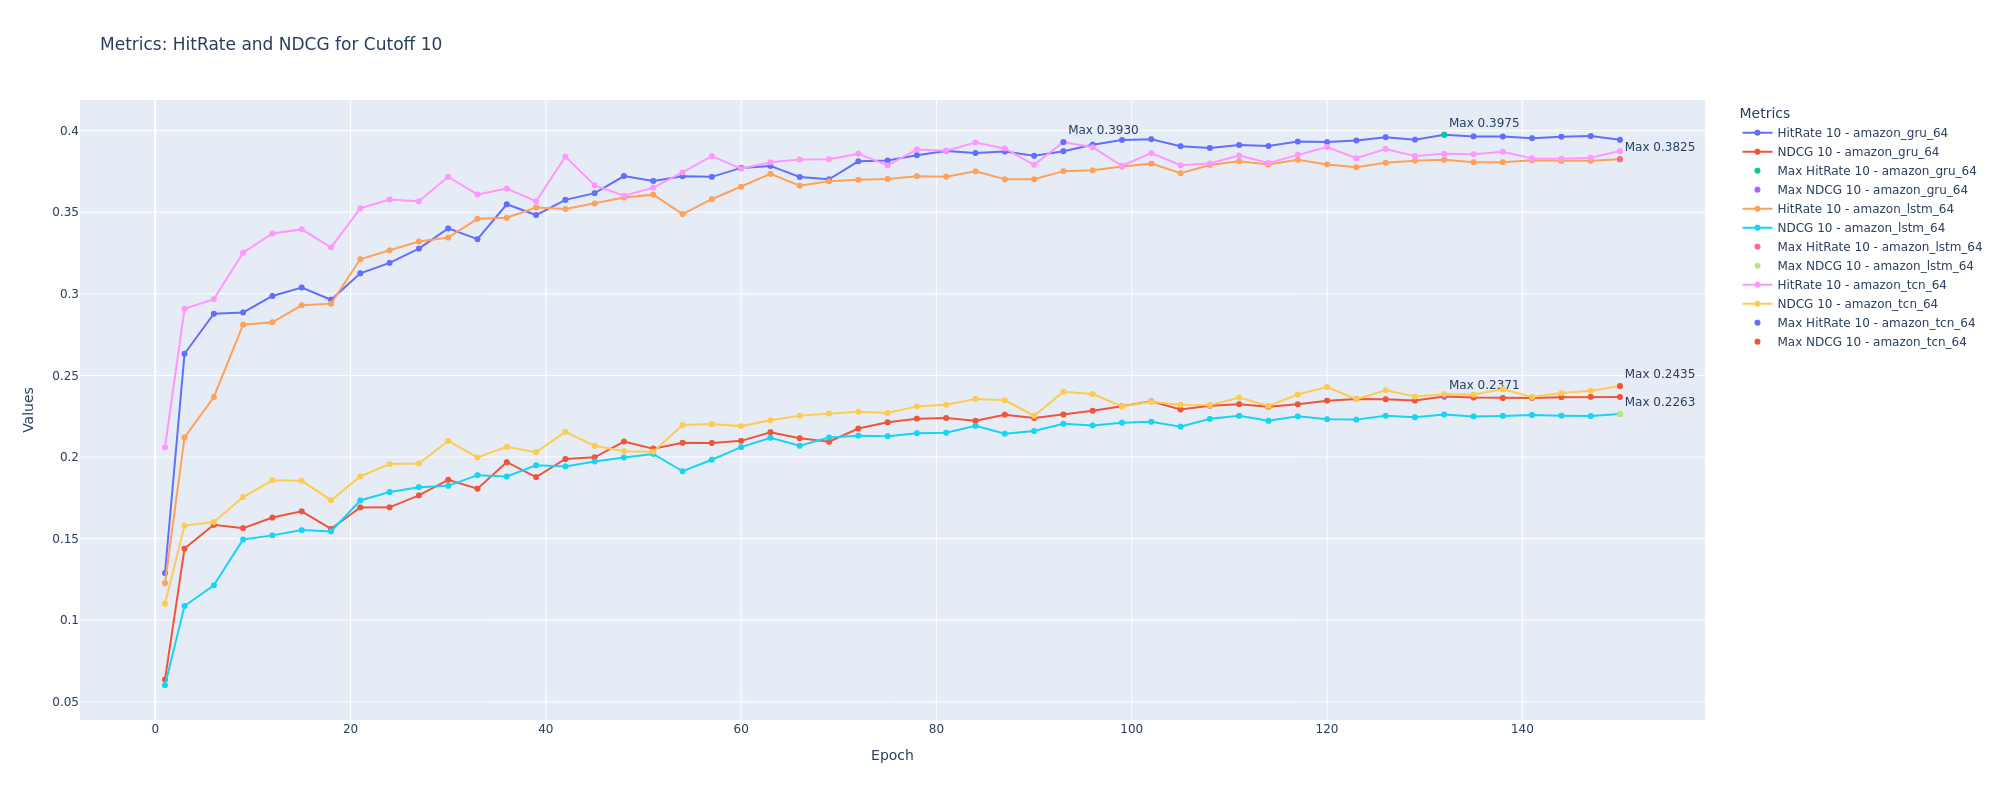 Metrics: HitRate and NDCG for Cutoff 10
Metrics
HitRate 10 - amazon_gru_64
NDCG 10 - amazon_gru_64
Max HitRate 10 - amazon_gru_64
Max NDCG 10 - amazon_gru_64
HitRate 10 - amazon_lstm_64
NDCG 10 - amazon_lstm_64
Max HitRate 10 - amazon_lstm_64
Max NDCG 10 - amazon_lstm_64
HitRate 10 - amazon_tcn_64
NDCG 10 - amazon_tcn_64
Max HitRate 10 - amazon_tcn_64
Max NDCG 10 - amazon_tcn_64
Max 0.3930
Max 0.3975
Max 0.3825
Max 0.2435
Max 0.2371
Max 0.2263
0.4
0.35
0.3
0.25
0.2
0.15
0.1
0.05
Values
0
20
40
60
80
100
120
140
Epoch